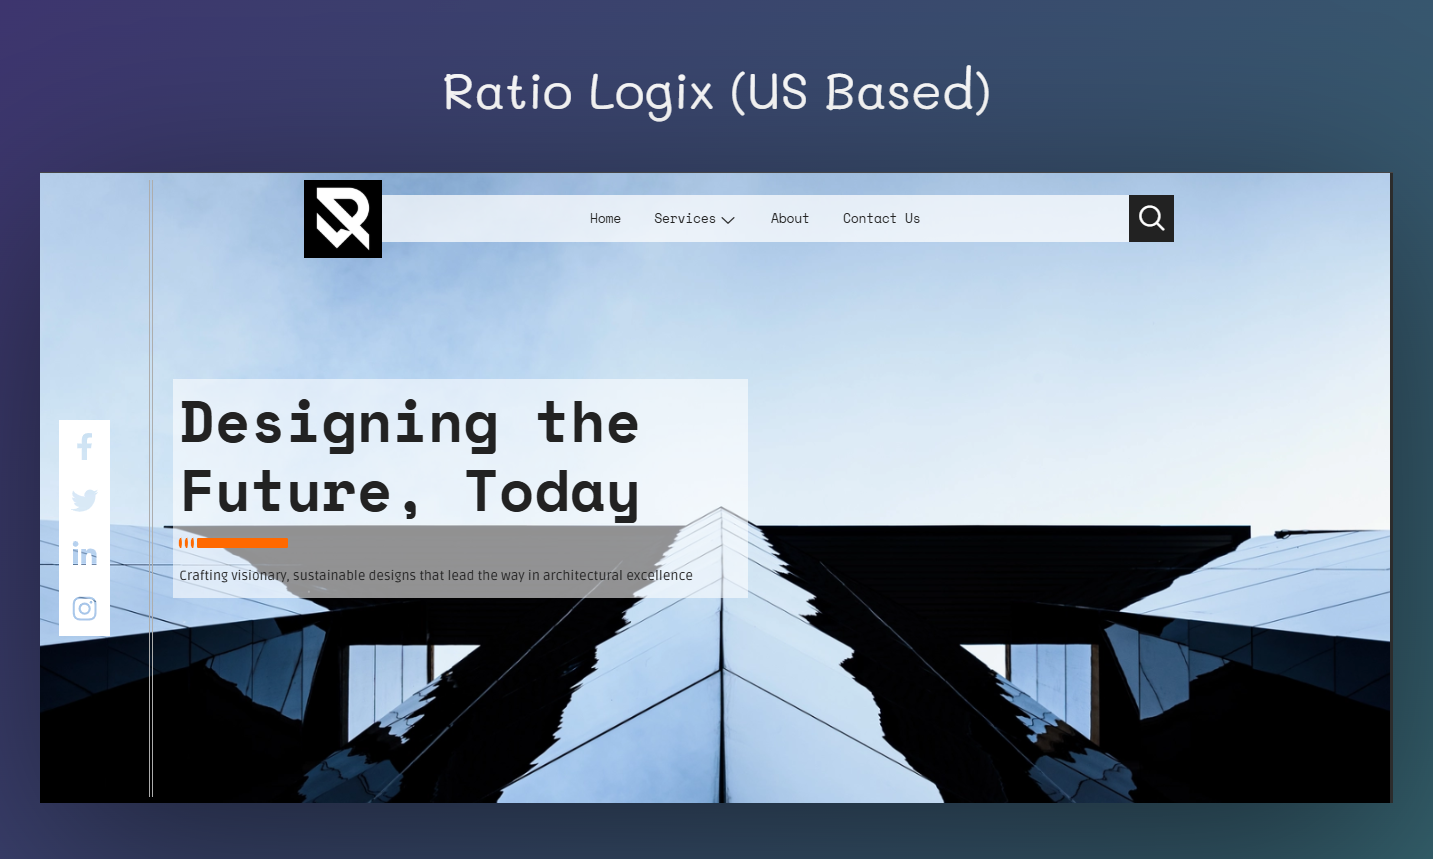 Ratio Logix (US Based)
Home Services About Contact Us
Designing the
Future, Today
Crafting visionary, sustainable designs that lead the way in architectural excellence